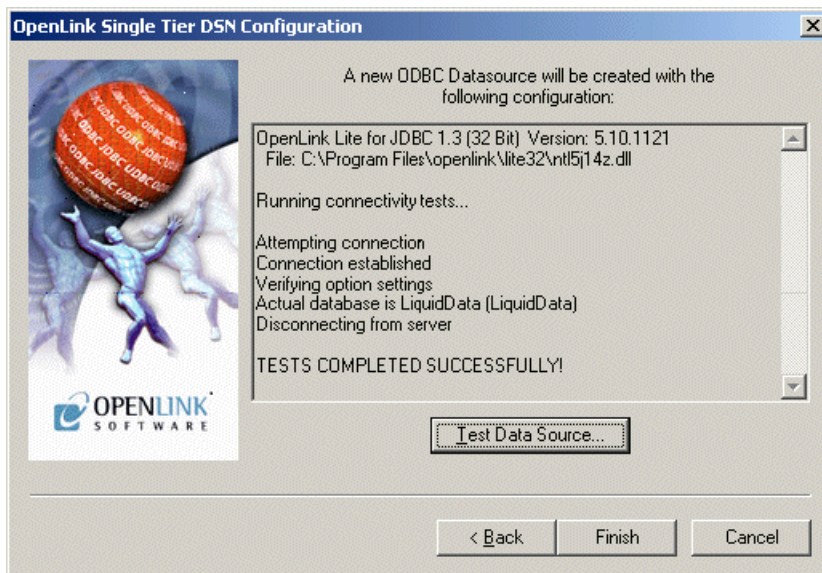 OpenLink Single Tier DSN Configuration
A new ODBC Datasource will be created with the
following configuration:
OpenLink Lite for JDBC 1.3 (32 Bit)  Version: 5.10.1121
File: C:\Program Files\openlink\lite32\ntl5j14z.dll
Running connectivity tests...
Attempting connection
Connection established
Verifying option settings
Actual database is LiquidData (LiquidData)
Disconnecting from server
TESTS COMPLETED SUCCESSFULLY!
OPENLINK
SOFTWARE
Test Data Source...
< Back
Finish
Cancel